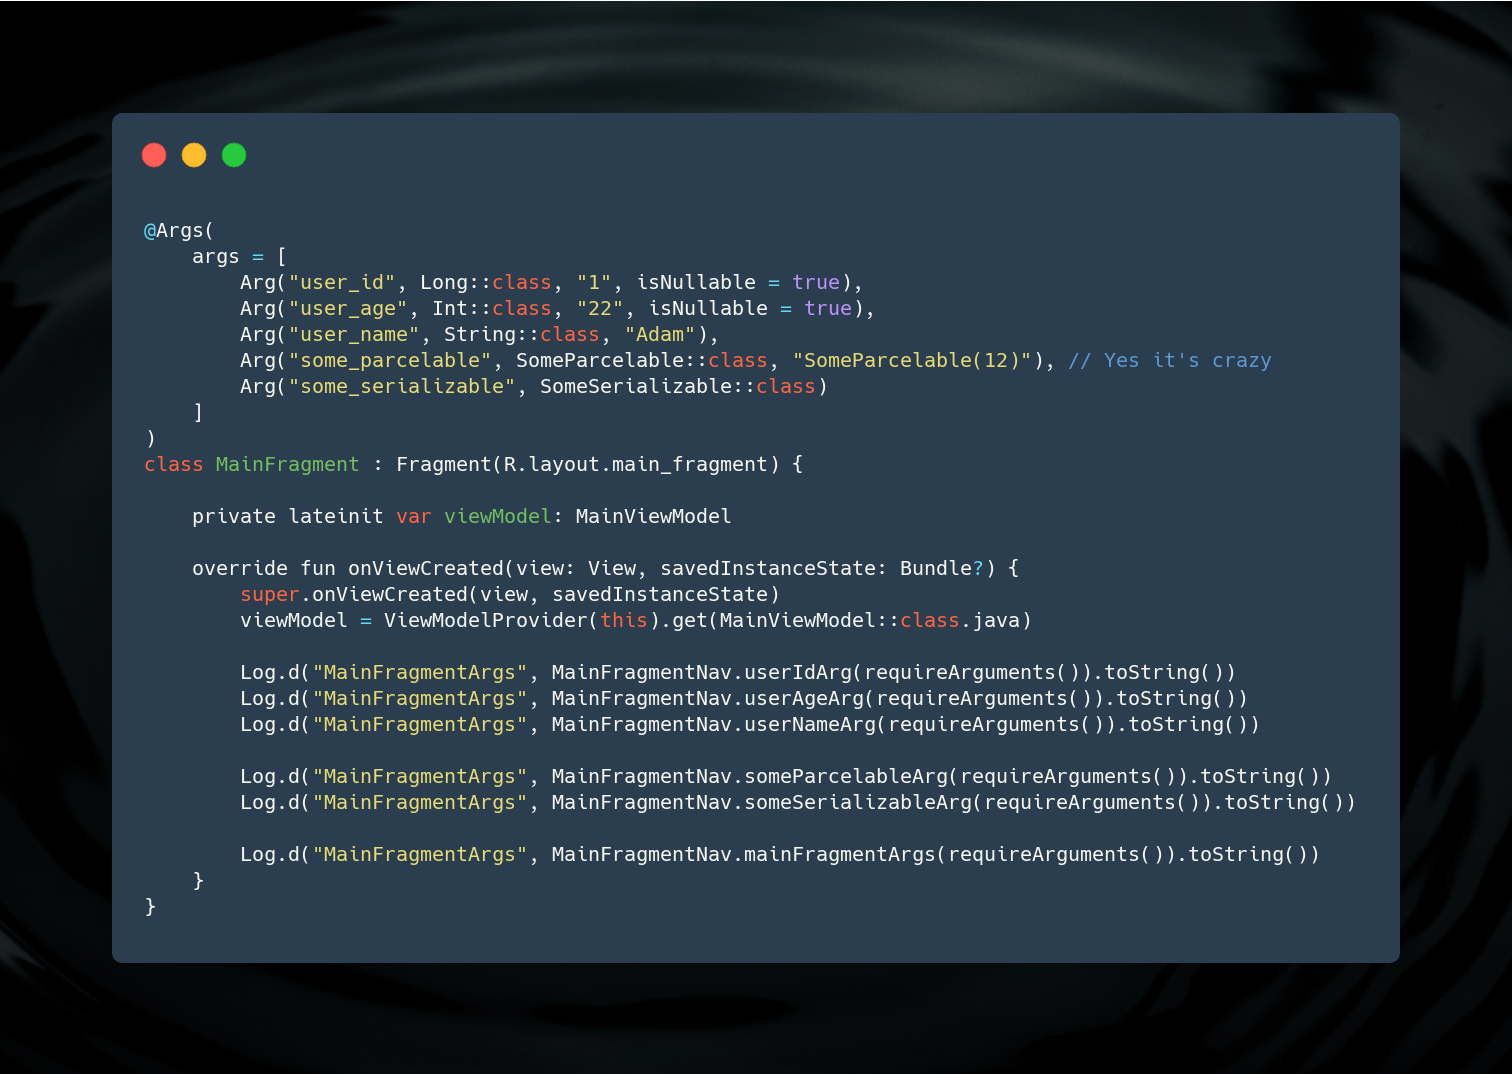 @Args(
    args = [
        Arg("user_id", Long::class, "1", isNullable = true),
        Arg("user_age", Int::class, "22", isNullable = true),
        Arg("user_name", String::class, "Adam"),
        Arg("some_parcelable", SomeParcelable::class, "SomeParcelable(12)"), // Yes it's crazy
        Arg("some_serializable", SomeSerializable::class)
    ]
)
class MainFragment : Fragment(R.layout.main_fragment) {

    private lateinit var viewModel: MainViewModel

    override fun onViewCreated(view: View, savedInstanceState: Bundle?) {
        super.onViewCreated(view, savedInstanceState)
        viewModel = ViewModelProvider(this).get(MainViewModel::class.java)

        Log.d("MainFragmentArgs", MainFragmentNav.userIdArg(requireArguments()).toString())
        Log.d("MainFragmentArgs", MainFragmentNav.userAgeArg(requireArguments()).toString())
        Log.d("MainFragmentArgs", MainFragmentNav.userNameArg(requireArguments()).toString())

        Log.d("MainFragmentArgs", MainFragmentNav.someParcelableArg(requireArguments()).toString())
        Log.d("MainFragmentArgs", MainFragmentNav.someSerializableArg(requireArguments()).toString())

        Log.d("MainFragmentArgs", MainFragmentNav.mainFragmentArgs(requireArguments()).toString())
    }
}